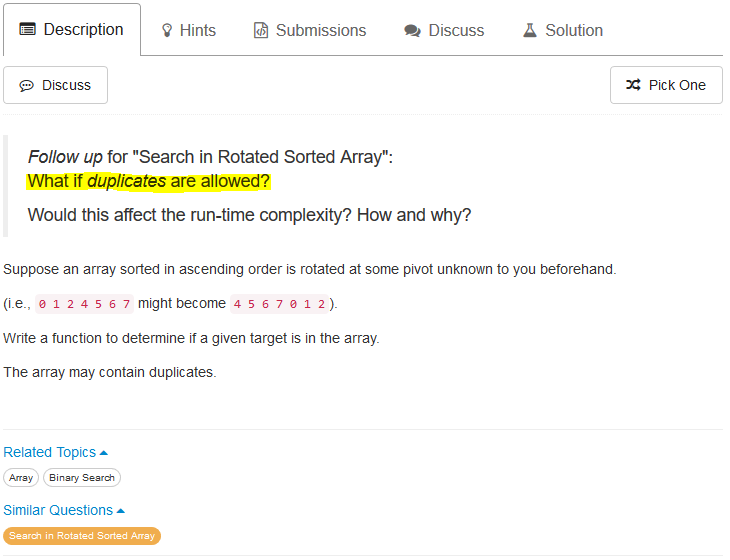 Description Hints Submissions Discuss Solution
Discuss Pick One
Follow up for "Search in Rotated Sorted Array":
What if duplicates are allowed?
Would this affect the run-time complexity? How and why?
Suppose an array sorted in ascending order is rotated at some pivot unknown to you beforehand.
(i.e., 0 1 2 4 5 6 7 might become 4 5 6 7 0 1 2 ).
Write a function to determine if a given target is in the array.
The array may contain duplicates.
Related Topics
Array Binary Search
Similar Questions
Search in Rotated Sorted Array